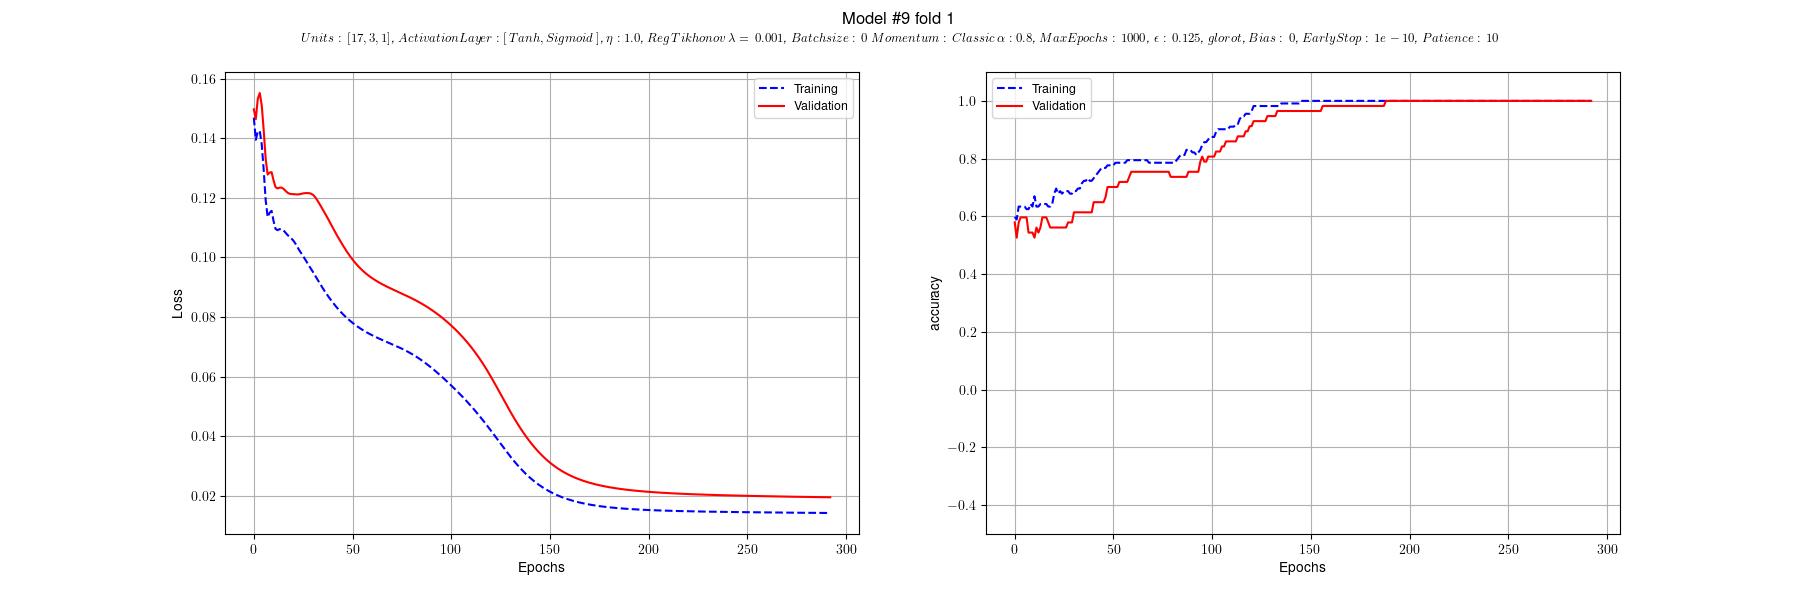 Model #9 fold 1
Units : [17, 3, 1], ActivationLayer : [Tanh, Sigmoid], η : 1.0, RegTikhonov λ = 0.001, Batchsize : 0 Momentum : Classic α : 0.8, MaxEpochs : 1000, ϵ : 0.125, glorot, Bias : 0, EarlyStop : 1e − 10, Patience : 10
0.16
0.14
0.12
0.10
0.08
0.06
0.04
0.02
Loss
Training
Validation
0 50 100 150 200 250 300
Epochs
1.0
0.8
0.6
0.4
0.2
0.0
−0.2
−0.4
accuracy
Training
Validation
0 50 100 150 200 250 300
Epochs